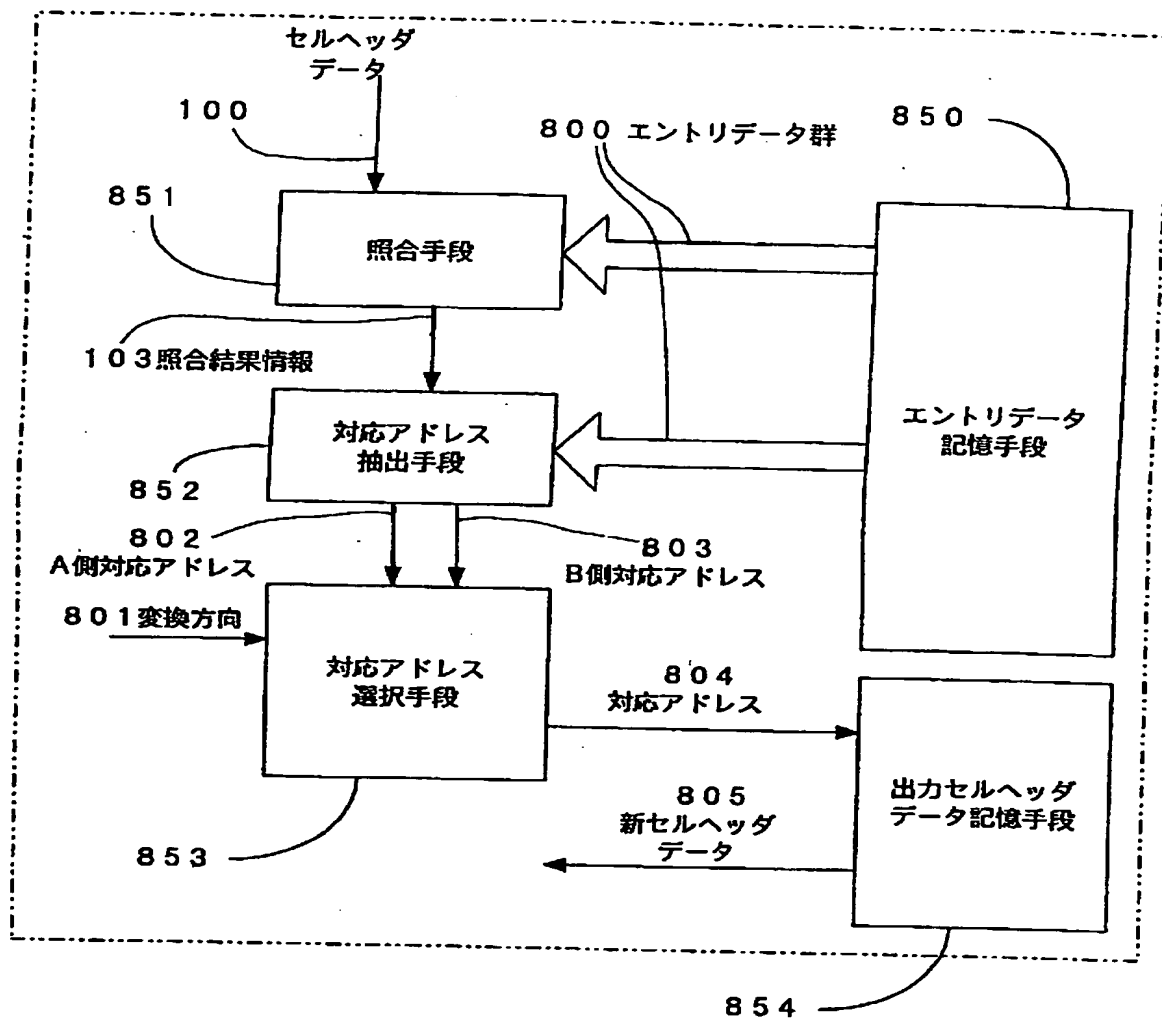 セルヘッダ
データ
１００
８００ エントリデータ群
８５０
８５１
照合手段
１０３照合結果情報
対応アドレス
抽出手段
エントリデータ
記憶手段
８５２
８０２
A側対応アドレス
８０３
B側対応アドレス
８０１変換方向
対応アドレス
選択手段
８０４
対応アドレス
８０５
新セルヘッダ
データ
出力セルヘッダ
データ記憶手段
８５３
８５４